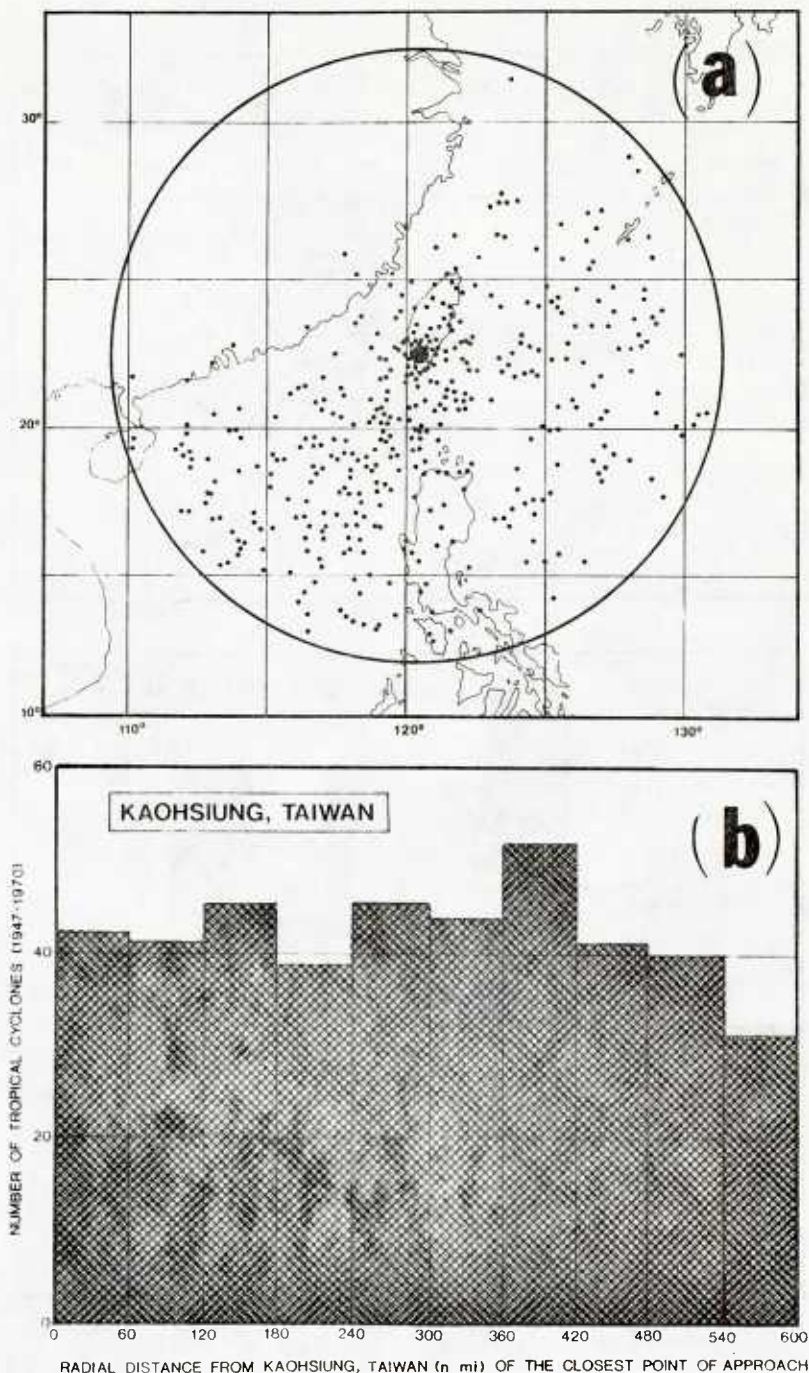 (a)
30°
20°
10°
110° 120° 130°
60
KAOHSIUNG, TAIWAN
(b)
NUMBER OF TROPICAL CYCLONES (1947-1970)
40
20
0
0 60 120 180 240 300 360 420 480 540 600
RADIAL DISTANCE FROM KAOHSIUNG, TAIWAN (n mi) OF THE CLOSEST POINT OF APPROACH